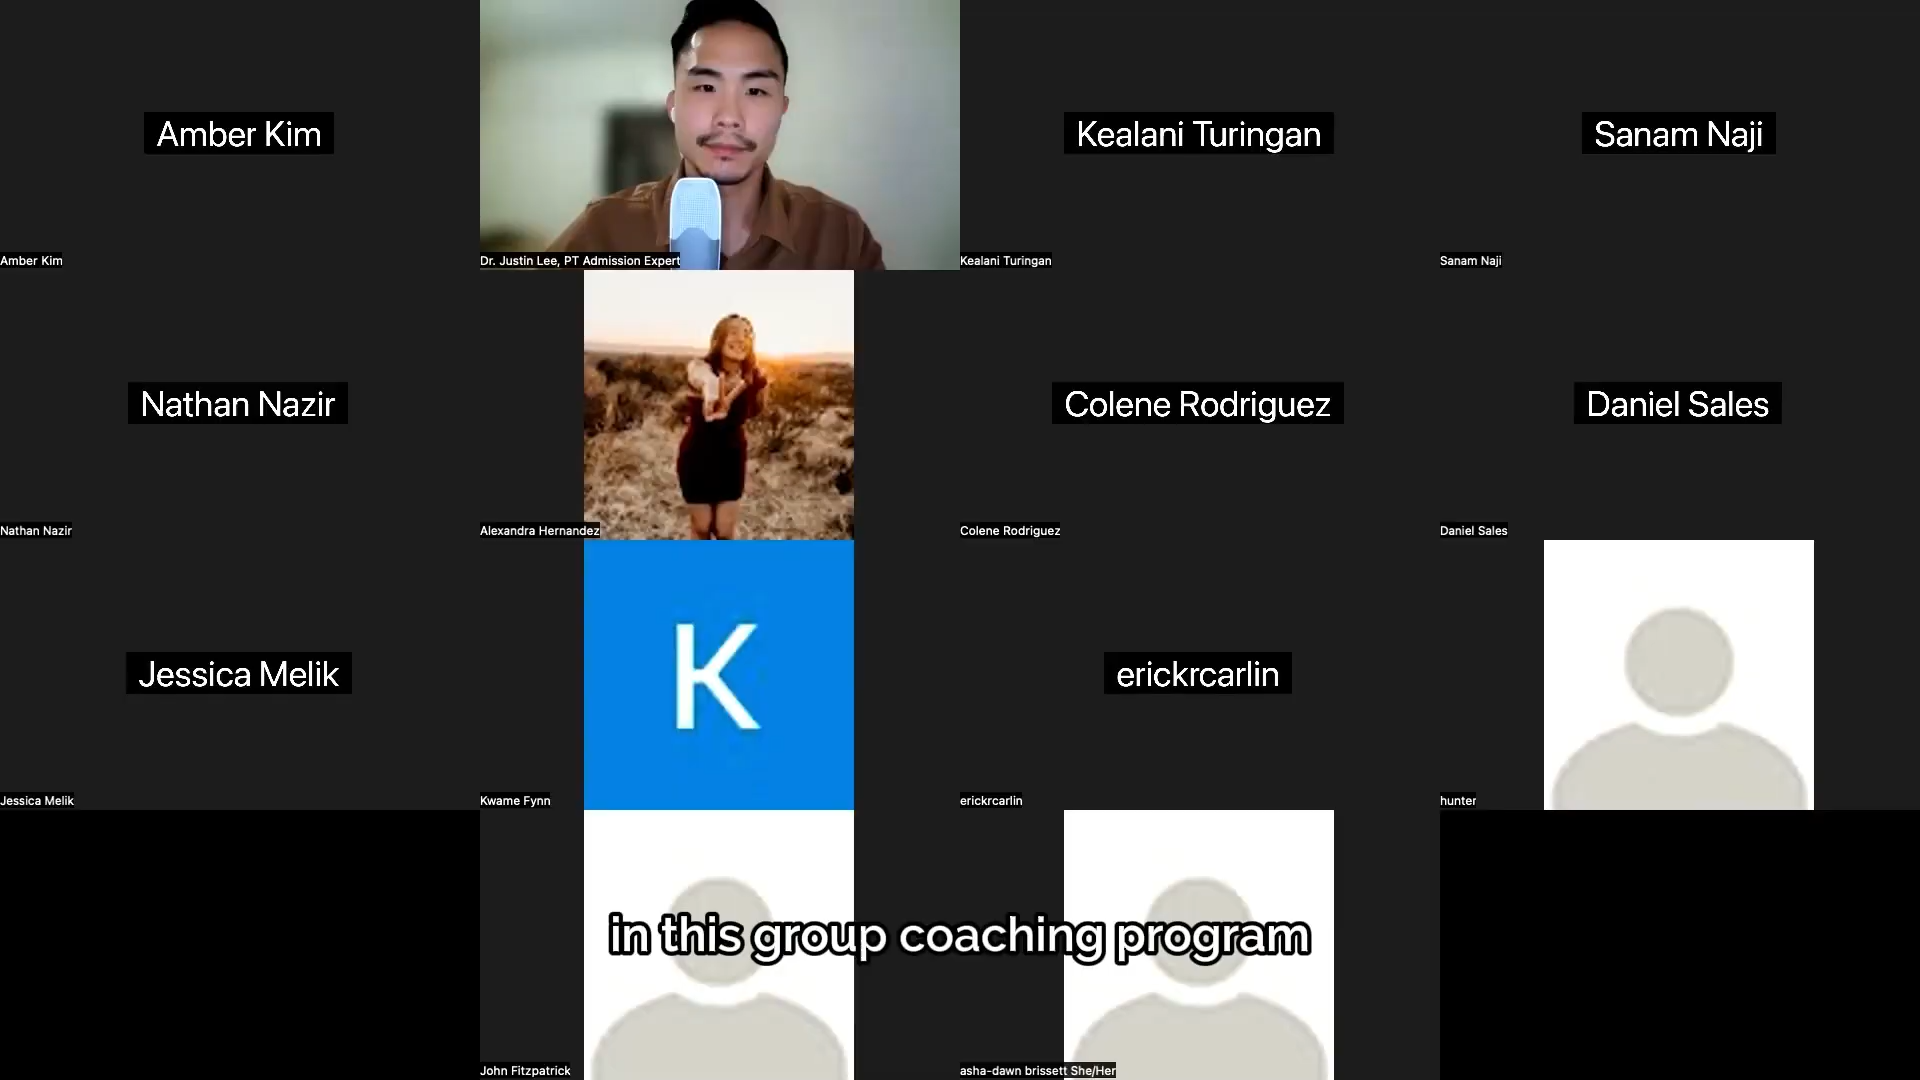 Amber Kim
Kealani Turingan
Sanam Naji
Amber Kim
Dr. Justin Lee, PT Admission Expert
Kealani Turingan
Sanam Naji
Nathan Nazir
Colene Rodriguez
Daniel Sales
Nathan Nazir
Alexandra Hernandez
Colene Rodriguez
Daniel Sales
Jessica Melik
K
erickrcarlin
Jessica Melik
Kwame Fynn
erickrcarlin
hunter
in this group coaching program
John Fitzpatrick
asha-dawn brissett She/Her